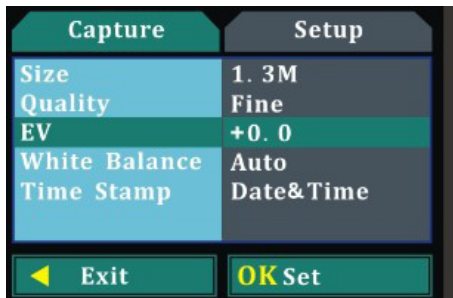 Capture Setup
Size 1. 3M
Quality Fine
EV +0. 0
White Balance Auto
Time Stamp Date&Time
Exit OK Set